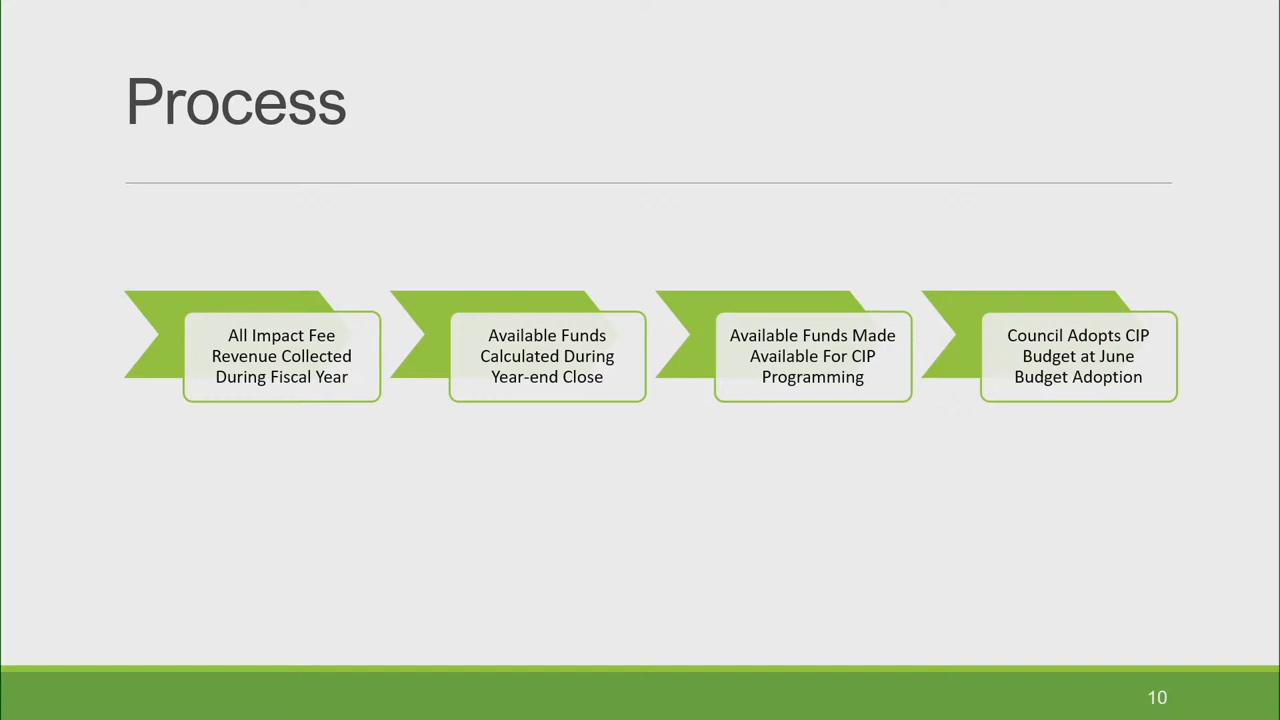 Process
All Impact Fee
Revenue Collected
During Fiscal Year
Available Funds
Calculated During
Year-end Close
Available Funds Made
Available For CIP
Programming
Council Adopts CIP
Budget at June
Budget Adoption
10